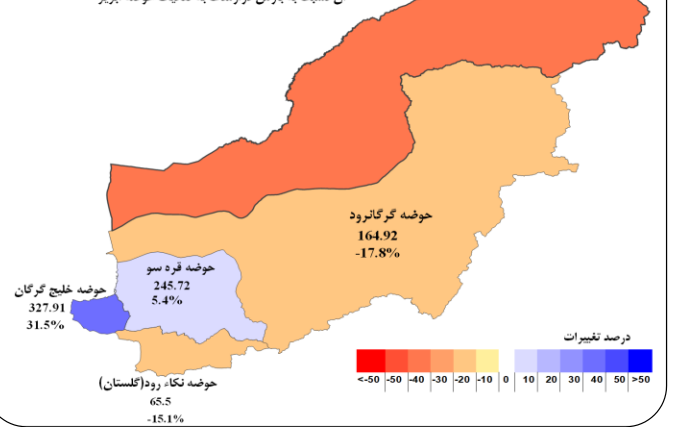 حوضه گرگانرود
164.92
-17.8%
حوضه قره سو
245.72
5.4%
حوضه خلیج گرگان
327.91
31.5%
درصد تغییرات
<-50 -50 -40 -30 -20 -10 0 10 20 30 40 50 >50
حوضه نکاء رود(گلستان)
65.5
-15.1%